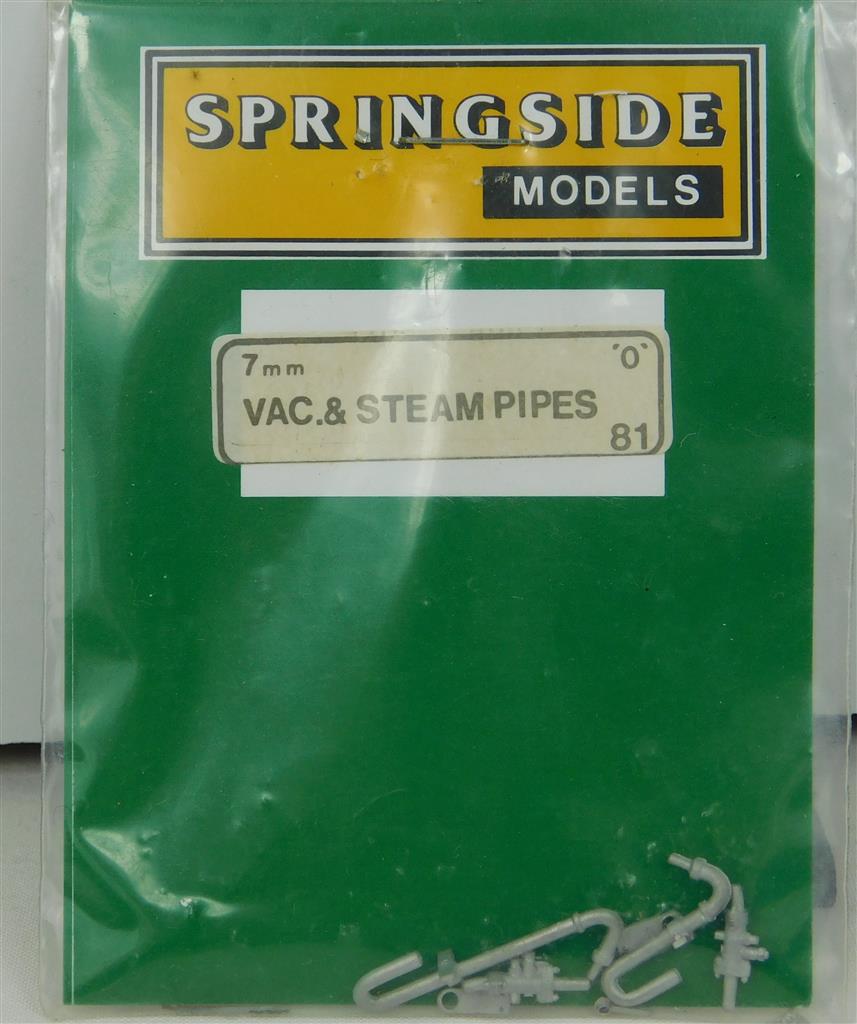 SPRINGSIDE
MODELS
7mm 'O'
VAC.& STEAM PIPES
81